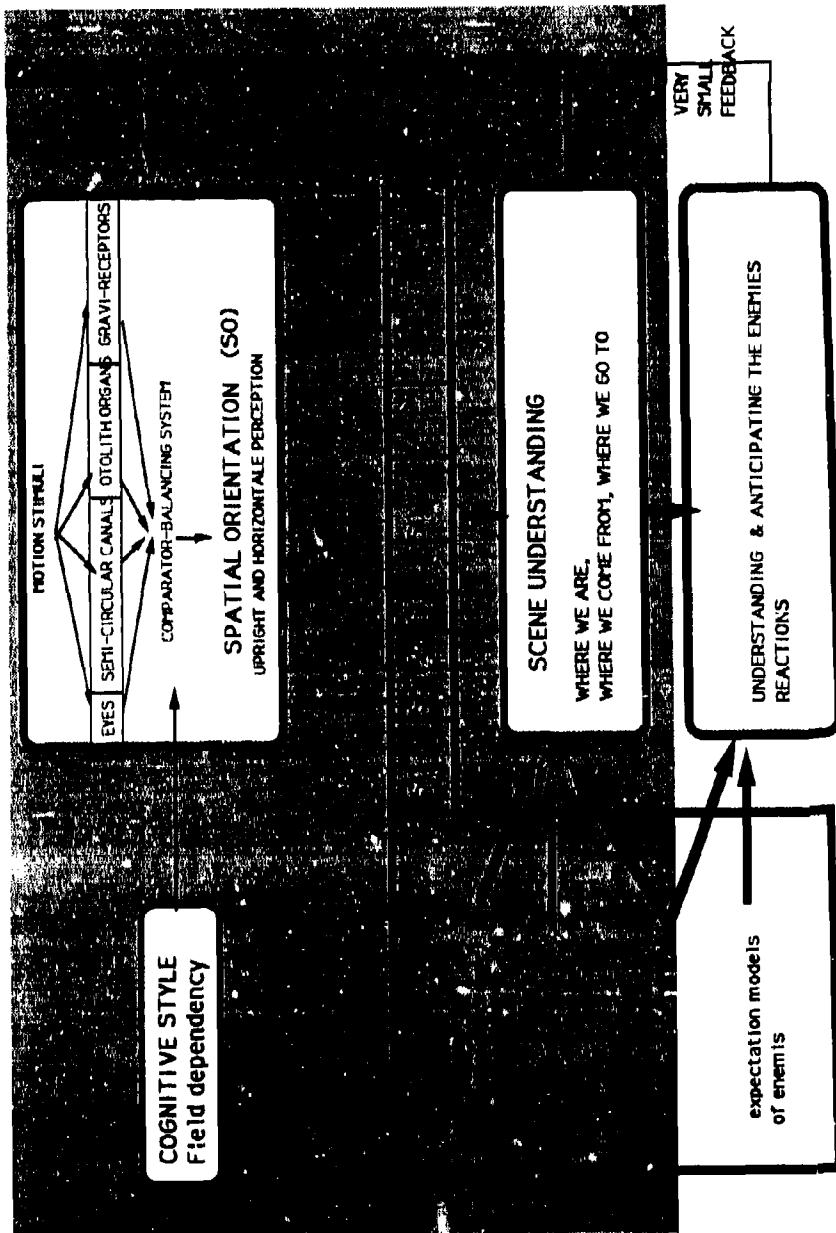 MOTION STIMULI
EYES
SEMI-CIRCULAR CANALS
OTOLITH ORGANS
GRAVI-RECEPTORS
COMPARATOR-BALANCING SYSTEM
SPATIAL ORIENTATION (SO)
UPRIGHT AND HORIZONTALE PERCEPTION
COGNITIVE STYLE
Field dependency
SCENE UNDERSTANDING
WHERE WE ARE,
WHERE WE COME FROM, WHERE WE GO TO
VERY
SMALL
FEEDBACK
UNDERSTANDING & ANTICIPATING THE ENEMIES
REACTIONS
expectation models
of enemis